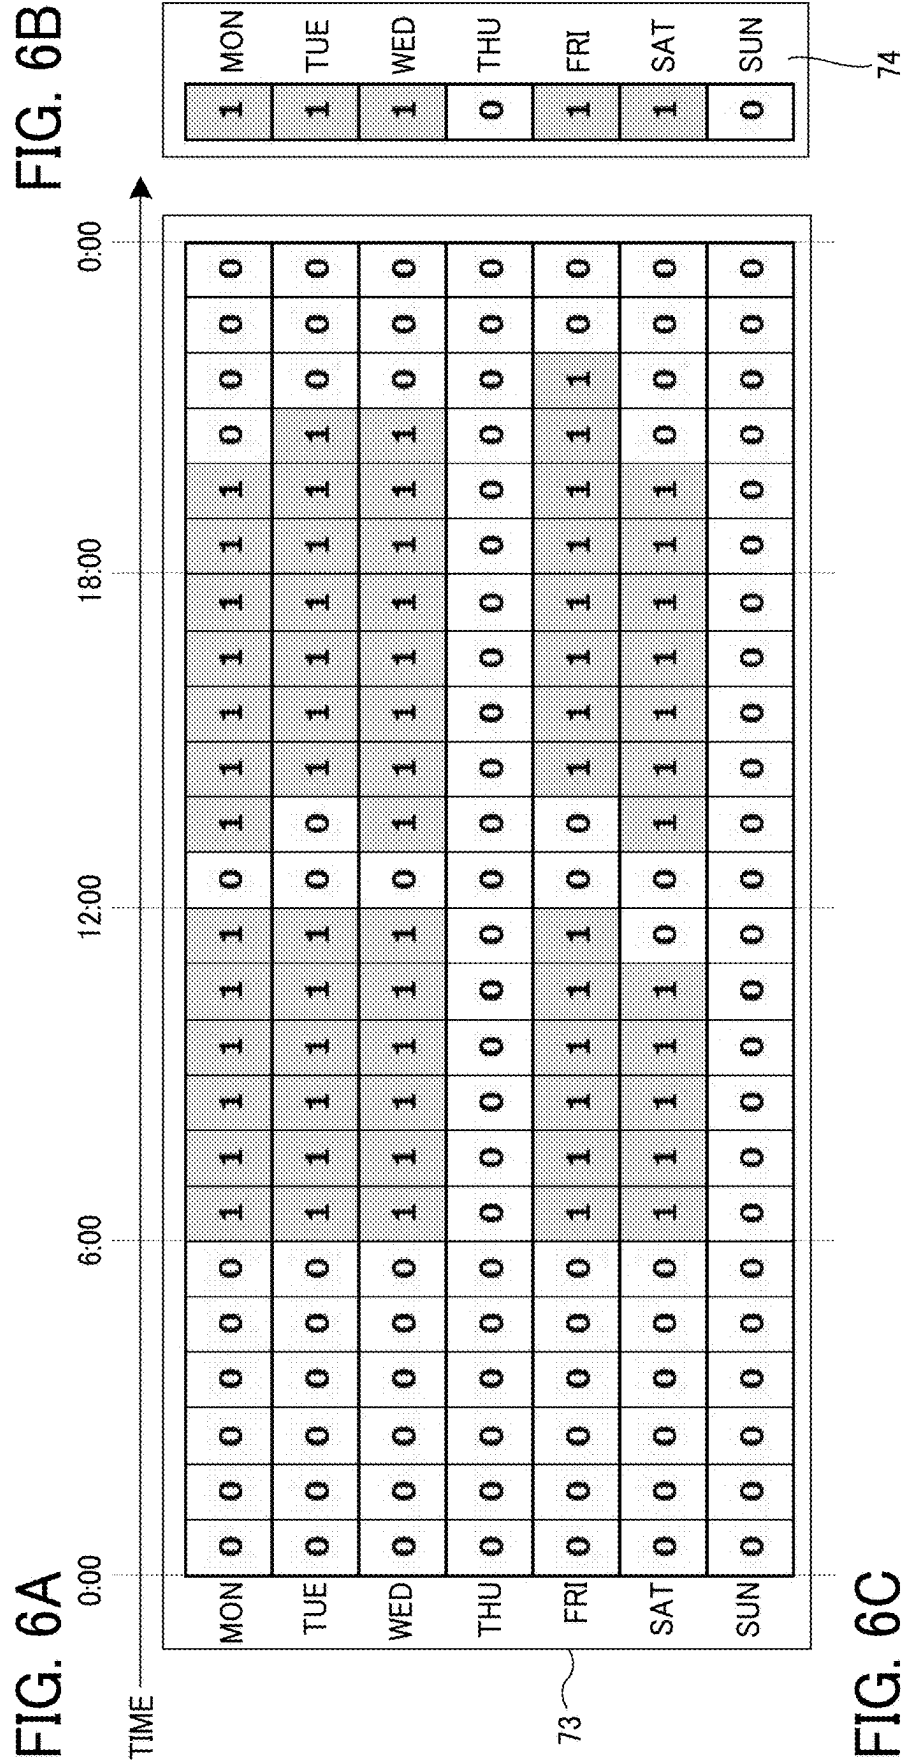 FIG. 6A
FIG. 6B
0:00 6:00 12:00 18:00 0:00
TIME
MON 0 0 0 0 0 0 1 1 1 1 1 1 0 1 1 1 1 1 1 1 0 0 0 0 1 MON
TUE 0 0 0 0 0 0 1 1 1 1 1 1 0 0 1 1 1 1 1 1 1 0 0 0 1 TUE
WED 0 0 0 0 0 0 1 1 1 1 1 1 0 1 1 1 1 1 1 1 1 0 0 0 1 WED
THU 0 0 0 0 0 0 0 0 0 0 0 0 0 0 0 0 0 0 0 0 0 0 0 0 0 THU
FRI 0 0 0 0 0 0 1 1 1 1 1 1 0 0 1 1 1 1 1 1 1 1 0 0 1 FRI
SAT 0 0 0 0 0 0 1 1 1 1 1 0 0 1 1 1 1 1 1 1 0 0 0 0 1 SAT
SUN 0 0 0 0 0 0 0 0 0 0 0 0 0 0 0 0 0 0 0 0 0 0 0 0 0 SUN
73
74
FIG. 6C